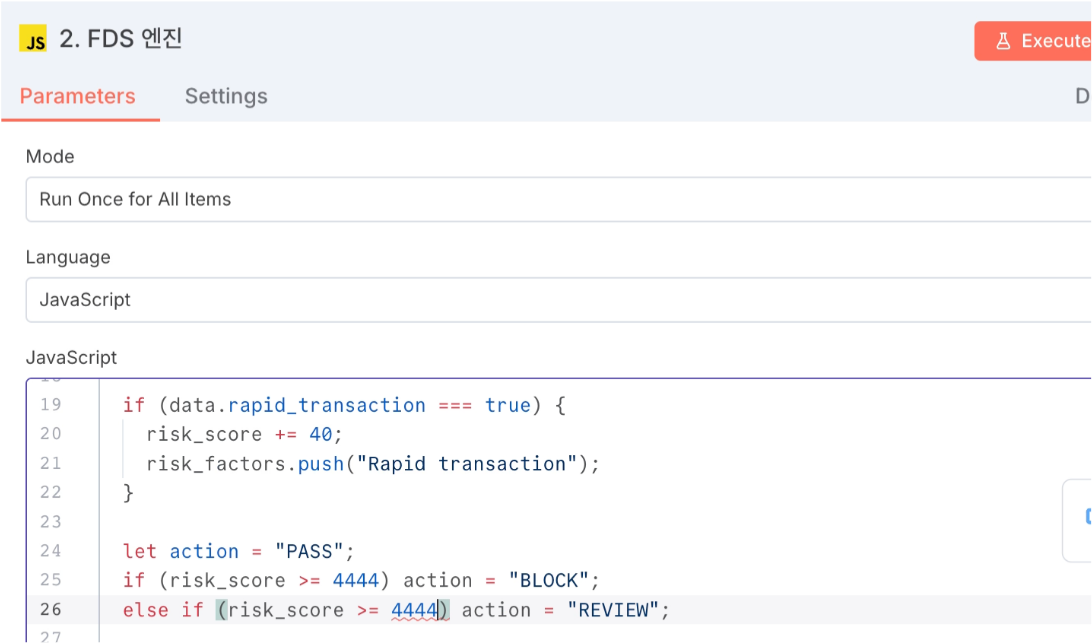 JS 2. FDS 엔진
Execute
Parameters Settings
D
Mode
Run Once for All Items
Language
JavaScript
JavaScript
19 if (data.rapid_transaction === true) {
20 risk_score += 40;
21 risk_factors.push("Rapid transaction");
22 }
23
24 let action = "PASS";
25 if (risk_score >= 4444) action = "BLOCK";
26 else if (risk_score >= 4444) action = "REVIEW";
27